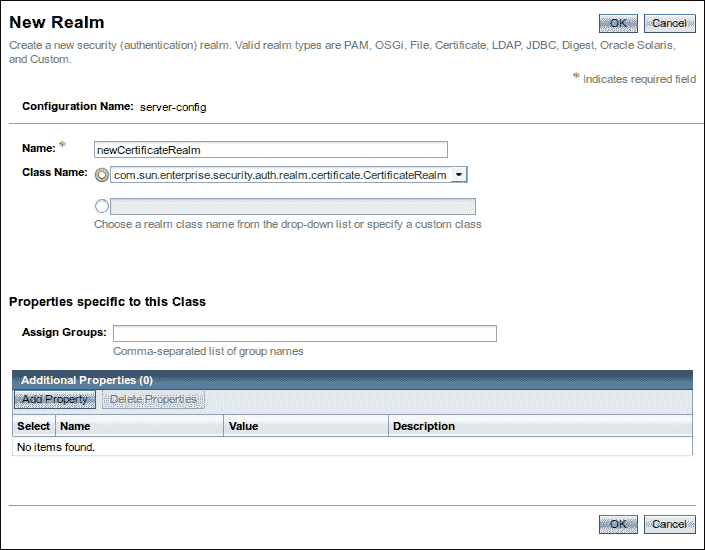 New Realm
OK Cancel
Create a new security (authentication) realm. Valid realm types are PAM, OSGi, File, Certificate, LDAP, JDBC, Digest, Oracle Solaris,
and Custom.
* Indicates required field
Configuration Name: server-config
Name: * newCertificateRealm
Class Name: com.sun.enterprise.security.auth.realm.certificate.CertificateRealm
Choose a realm class name from the drop-down list or specify a custom class
Properties specific to this Class
Assign Groups:
Comma-separated list of group names
Additional Properties (0)
Add Property Delete Properties
Select Name Value Description
No items found.
OK Cancel